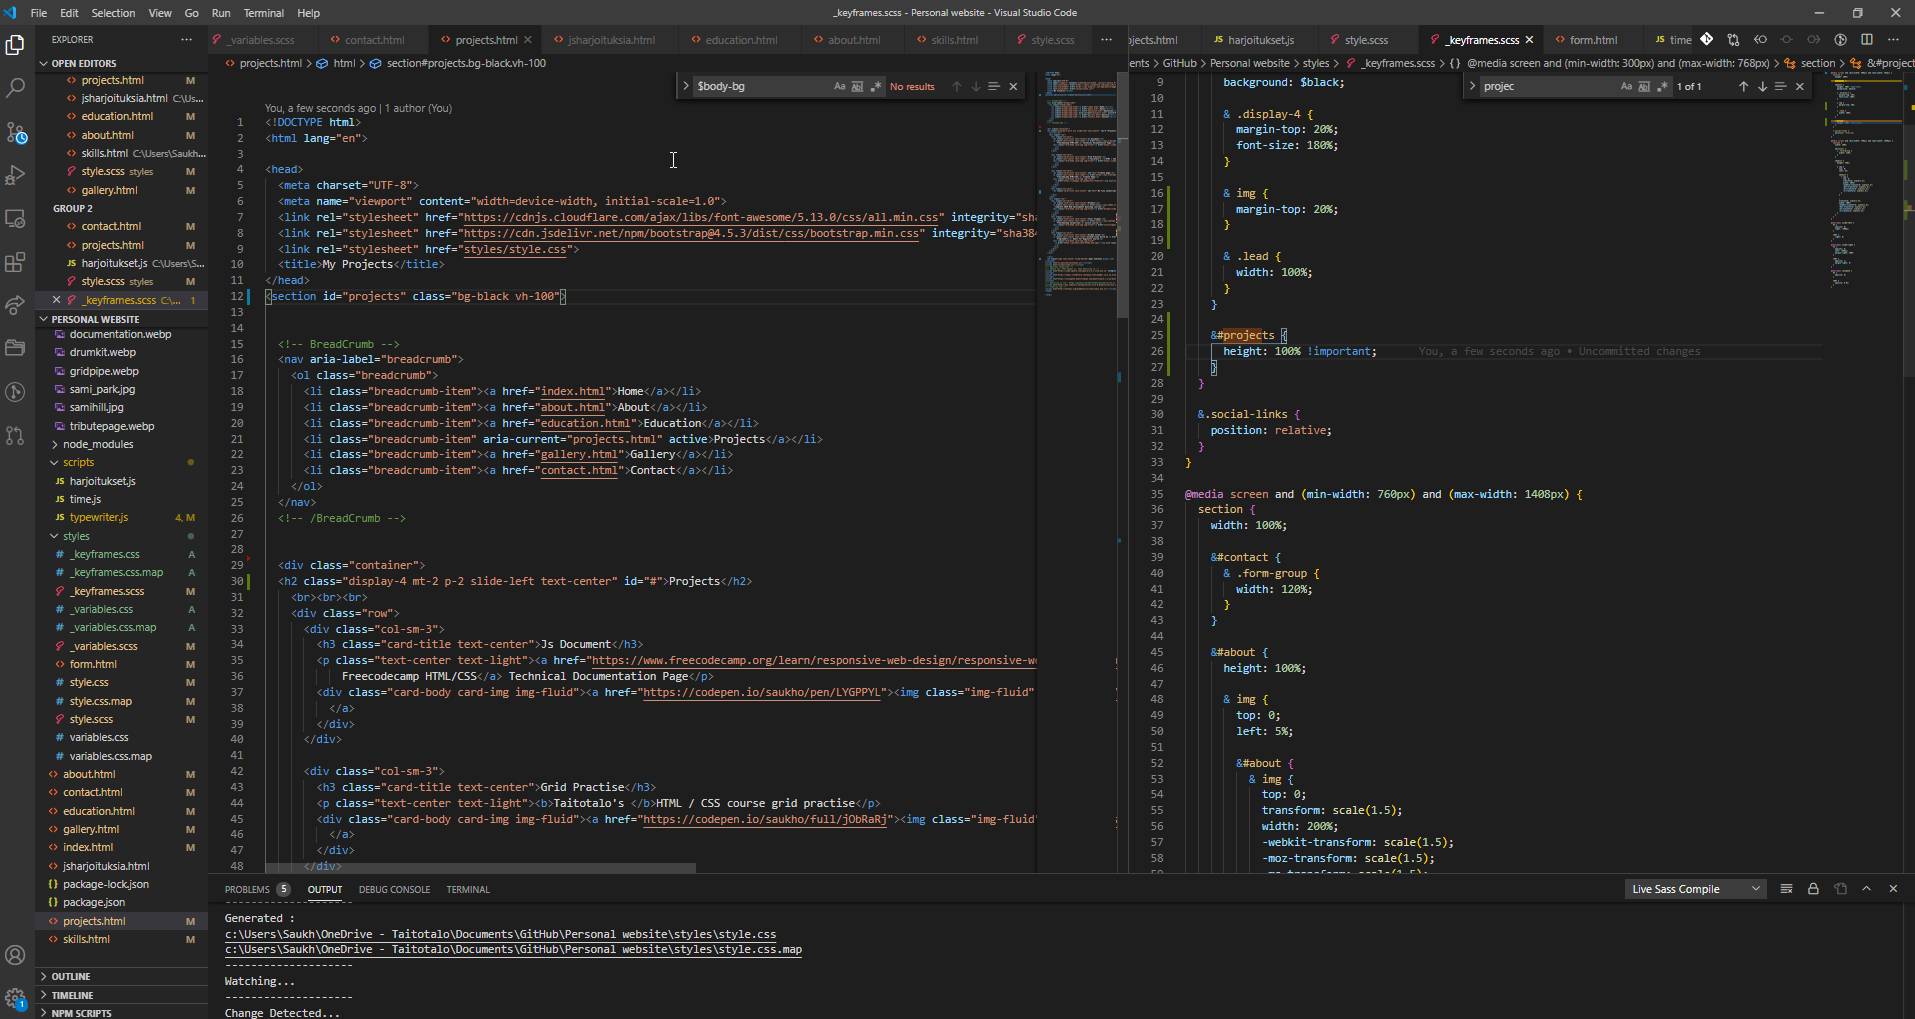 File Edit Selection View Go Run Terminal Help
_keyframes.scss - Personal website - Visual Studio Code
EXPLORER
OPEN EDITORS
projects.html M
jsharjoituksia.html C:\Us...
education.html M
about.html M
skills.html C:\Users\Saukh...
style.scss styles M
gallery.html M
GROUP 2
contact.html M
projects.html M
harjoitukset.js C:\Users\S...
style.scss styles M
_keyframes.scss C:\... 1
PERSONAL WEBSITE
documentation.webp
drumkit.webp
gridpipe.webp
sami_park.jpg
samihill.jpg
tributepage.webp
node_modules
scripts
JS harjoitukset.js
JS time.js
JS typewriter.js 4, M
styles
# _keyframes.css A
# _keyframes.css.map A
_keyframes.scss M
# _variables.css A
# _variables.css.map A
_variables.scss M
form.html M
# style.css M
# style.css.map M
style.scss M
# variables.css
# variables.css.map
about.html M
contact.html M
education.html M
gallery.html M
index.html M
jsharjoituksia.html
package-lock.json
package.json
projects.html M
skills.html M
OUTLINE
TIMELINE
NPM SCRIPTS
1
_variables.scss contact.html projects.html jsharjoituksia.html education.html about.html skills.html style.scss ...
projects.html > html > section#projects.bg-black.vh-100
$body-bg No results
You, a few seconds ago | 1 author (You)
1 <!DOCTYPE html>
2 <html lang="en">
3
4 <head>
5 <meta charset="UTF-8">
6 <meta name="viewport" content="width=device-width, initial-scale=1.0">
7 <link rel="stylesheet" href="https://cdnjs.cloudflare.com/ajax/libs/font-awesome/5.13.0/css/all.min.css" integrity="sha
8 <link rel="stylesheet" href="https://cdn.jsdelivr.net/npm/bootstrap@4.5.3/dist/css/bootstrap.min.css" integrity="sha384
9 <link rel="stylesheet" href="styles/style.css">
10 <title>My Projects</title>
11 </head>
12 <section id="projects" class="bg-black vh-100">
13
14
15 <!-- BreadCrumb -->
16 <nav aria-label="breadcrumb">
17 <ol class="breadcrumb">
18 <li class="breadcrumb-item"><a href="index.html">Home</a></li>
19 <li class="breadcrumb-item"><a href="about.html">About</a></li>
20 <li class="breadcrumb-item"><a href="education.html">Education</a></li>
21 <li class="breadcrumb-item" aria-current="projects.html" active>Projects</a></li>
22 <li class="breadcrumb-item"><a href="gallery.html">Gallery</a></li>
23 <li class="breadcrumb-item"><a href="contact.html">Contact</a></li>
24 </ol>
25 </nav>
26 <!-- /BreadCrumb -->
27
28
29 <div class="container">
30 <h2 class="display-4 mt-2 p-2 slide-left text-center" id="#">Projects</h2>
31 <br><br><br>
32 <div class="row">
33 <div class="col-sm-3">
34 <h3 class="card-title text-center">Js Document</h3>
35 <p class="text-center text-light"><a href="https://www.freecodecamp.org/learn/responsive-web-design/responsive-w
36 Freecodecamp HTML/CSS</a> Technical Documentation Page</p>
37 <div class="card-body card-img img-fluid"><a href="https://codepen.io/saukho/pen/LYGPPYL"><img class="img-fluid"
38 </a>
39 </div>
40 </div>
41
42 <div class="col-sm-3">
43 <h3 class="card-title text-center">Grid Practise</h3>
44 <p class="text-center text-light"><b>Taitotalo's </b>HTML / CSS course grid practise</p>
45 <div class="card-body card-img img-fluid"><a href="https://codepen.io/saukho/full/jObRaRj"><img class="img-fluid"
46 </a>
47 </div>
48 </div>
ojects.html JS harjoitukset.js style.scss _keyframes.scss form.html JS time
ents > GitHub > Personal website > styles > _keyframes.scss > {} @media screen and (min-width: 300px) and (max-width: 768px) > section > &#project
projec 1 of 1
9 background: $black;
10
11 & .display-4 {
12 margin-top: 20%;
13 font-size: 180%;
14 }
15
16 & img {
17 margin-top: 20%;
18 }
19
20 & .lead {
21 width: 100%;
22 }
23 }
24
25 &#projects {
26 height: 100% !important; You, a few seconds ago • Uncommitted changes
27 }
28 }
29
30 &.social-links {
31 position: relative;
32 }
33 }
34
35 @media screen and (min-width: 760px) and (max-width: 1408px) {
36 section {
37 width: 100%;
38
39 &#contact {
40 & .form-group {
41 width: 120%;
42 }
43 }
44
45 &#about {
46 height: 100%;
47
48 & img {
49 top: 0;
50 left: 5%;
51
52 &#about {
53 & img {
54 top: 0;
55 transform: scale(1.5);
56 width: 200%;
57 -webkit-transform: scale(1.5);
58 -moz-transform: scale(1.5);
PROBLEMS 5 OUTPUT DEBUG CONSOLE TERMINAL
Live Sass Compile
--------------------
Generated :
c:\Users\Saukh\OneDrive - Taitotalo\Documents\GitHub\Personal website\styles\style.css
c:\Users\Saukh\OneDrive - Taitotalo\Documents\GitHub\Personal website\styles\style.css.map
--------------------
Watching...
--------------------
Change Detected...